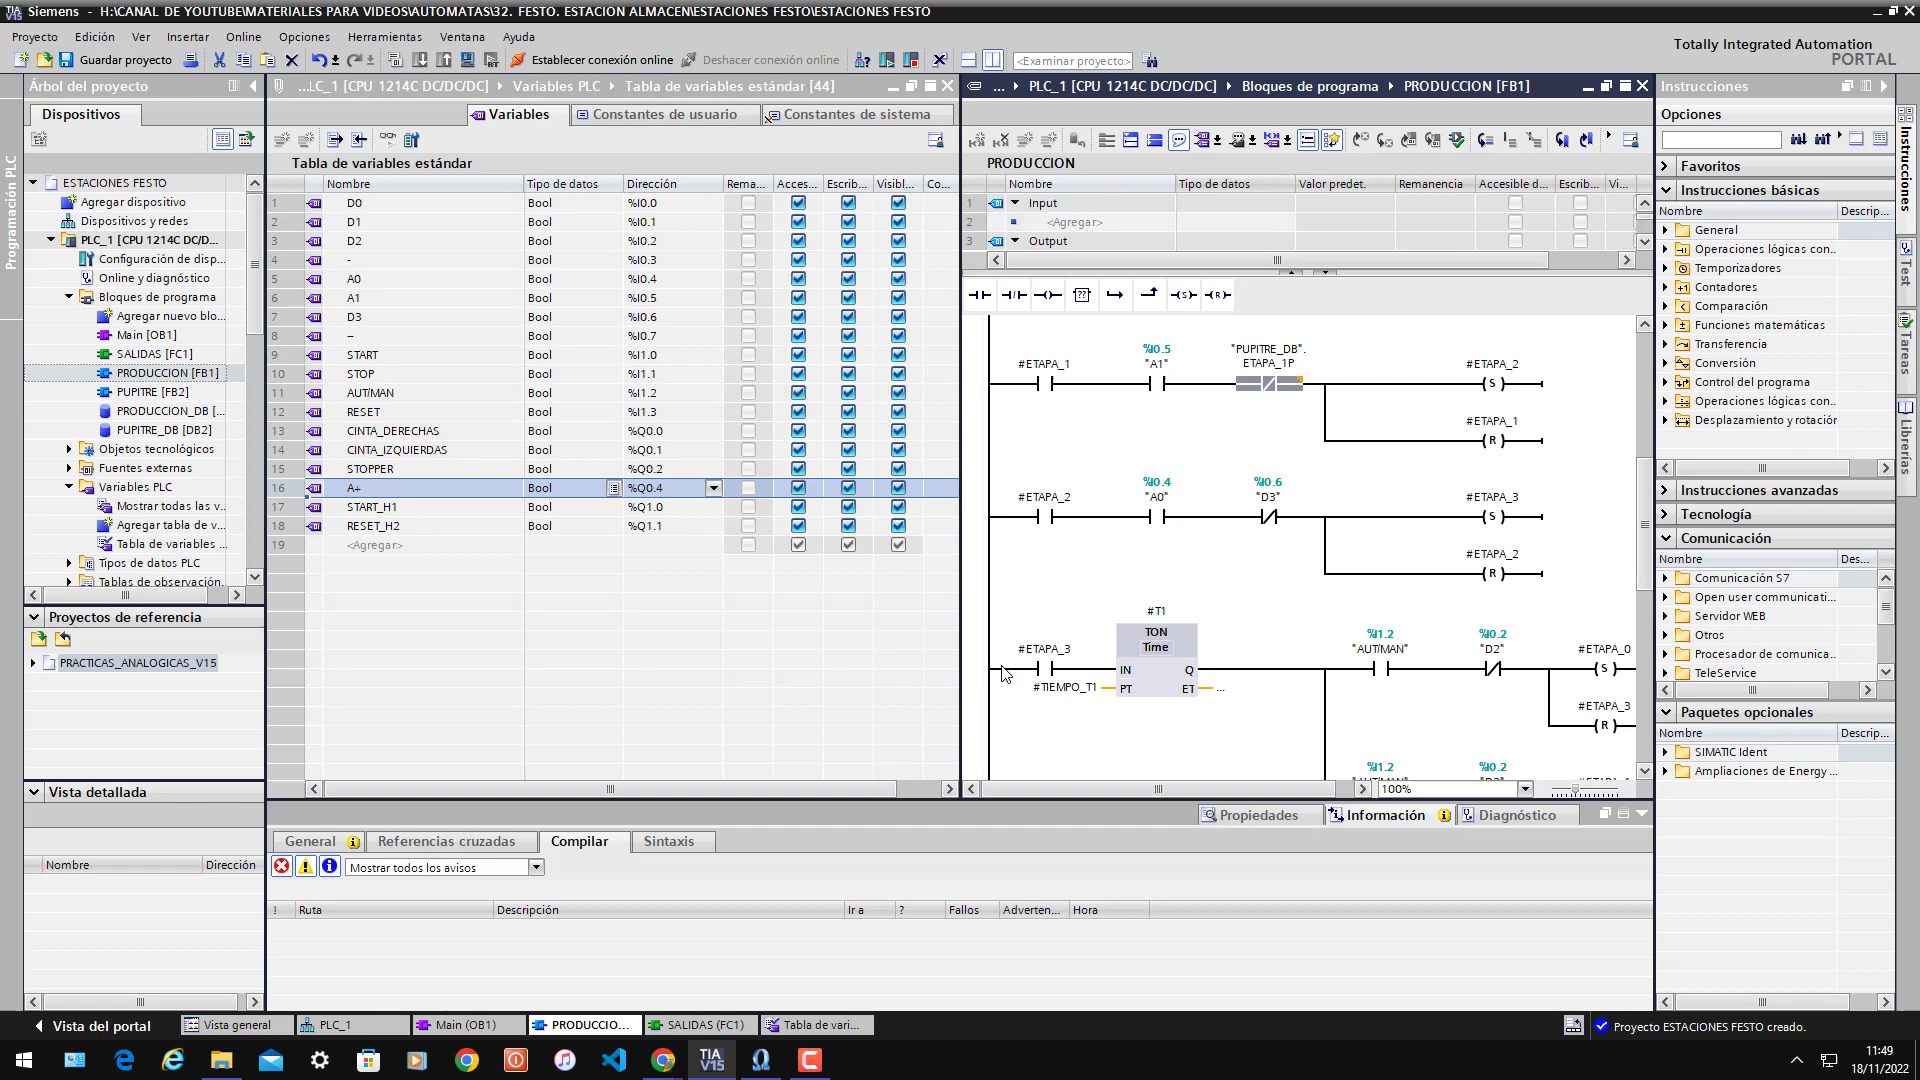 Siemens - H:\CANAL DE YOUTUBE\MATERIALES PARA VIDEOS\AUTOMATAS\32. FESTO. ESTACION ALMACEN\ESTACIONES FESTO\ESTACIONES FESTO
Proyecto Edición Ver Insertar Online Opciones Herramientas Ventana Ayuda
Totally Integrated Automation
PORTAL
Guardar proyecto Establecer conexión online Deshacer conexión online <Examinar proyecto>
Árbol del proyecto
Dispositivos
Programación PLC
ESTACIONES FESTO
Agregar dispositivo
Dispositivos y redes
PLC_1 [CPU 1214C DC/D...
Configuración de disp...
Online y diagnóstico
Bloques de programa
Agregar nuevo blo...
Main [OB1]
SALIDAS [FC1]
PRODUCCION [FB1]
PUPITRE [FB2]
PRODUCCION_DB [...
PUPITRE_DB [DB2]
Objetos tecnológicos
Fuentes externas
Variables PLC
Mostrar todas las v...
Agregar tabla de v...
Tabla de variables ...
Tipos de datos PLC
Tablas de observación...
Proyectos de referencia
PRACTICAS_ANALOGICAS_V15
Vista detallada
Nombre Dirección
...LC_1 [CPU 1214C DC/DC/DC] Variables PLC Tabla de variables estándar [44]
Variables Constantes de usuario Constantes de sistema
Tabla de variables estándar
Nombre Tipo de datos Dirección Rema... Acces... Escrib... Visibl... Co...
1 D0 Bool %I0.0
2 D1 Bool %I0.1
3 D2 Bool %I0.2
4 - Bool %I0.3
5 A0 Bool %I0.4
6 A1 Bool %I0.5
7 D3 Bool %I0.6
8 -- Bool %I0.7
9 START Bool %I1.0
10 STOP Bool %I1.1
11 AUT/MAN Bool %I1.2
12 RESET Bool %I1.3
13 CINTA_DERECHAS Bool %Q0.0
14 CINTA_IZQUIERDAS Bool %Q0.1
15 STOPPER Bool %Q0.2
16 A+ Bool %Q0.4
17 START_H1 Bool %Q1.0
18 RESET_H2 Bool %Q1.1
19 <Agregar>
... PLC_1 [CPU 1214C DC/DC/DC] Bloques de programa PRODUCCION [FB1]
PRODUCCION
Nombre Tipo de datos Valor predet. Remanencia Accesible d... Escrib... Vi...
1 Input
2 <Agregar>
3 Output
#ETAPA_1
%I0.5
"A1"
"PUPITRE_DB".
ETAPA_1P
#ETAPA_2
S
#ETAPA_1
R
#ETAPA_2
%I0.4
"A0"
%I0.6
"D3"
#ETAPA_3
S
#ETAPA_2
R
#T1
TON
Time
#ETAPA_3
IN Q
#TIEMPO_T1 PT ET ...
%I1.2
"AUT/MAN"
%I0.2
"D2"
#ETAPA_0
S
#ETAPA_3
R
%I1.2
%I0.2
100%
Instrucciones
Opciones
Favoritos
Instrucciones básicas
Nombre Descrip...
General
Operaciones lógicas con...
Temporizadores
Contadores
Comparación
Funciones matemáticas
Transferencia
Conversión
Control del programa
Operaciones lógicas con...
Desplazamiento y rotación
Instrucciones avanzadas
Tecnología
Comunicación
Nombre Des...
Comunicación S7
Open user communicati...
Servidor WEB
Otros
Procesador de comunica...
TeleService
Paquetes opcionales
Nombre Descrip...
SIMATIC Ident
Ampliaciones de Energy ...
Instrucciones
Test
Tareas
Librerías
Propiedades Información Diagnóstico
General Referencias cruzadas Compilar Sintaxis
Mostrar todos los avisos
! Ruta Descripción Ir a ? Fallos Adverten... Hora
Vista del portal Vista general PLC_1 Main (OB1) PRODUCCIO... SALIDAS (FC1) Tabla de vari... Proyecto ESTACIONES FESTO creado.
TIA
V15
11:49
18/11/2022